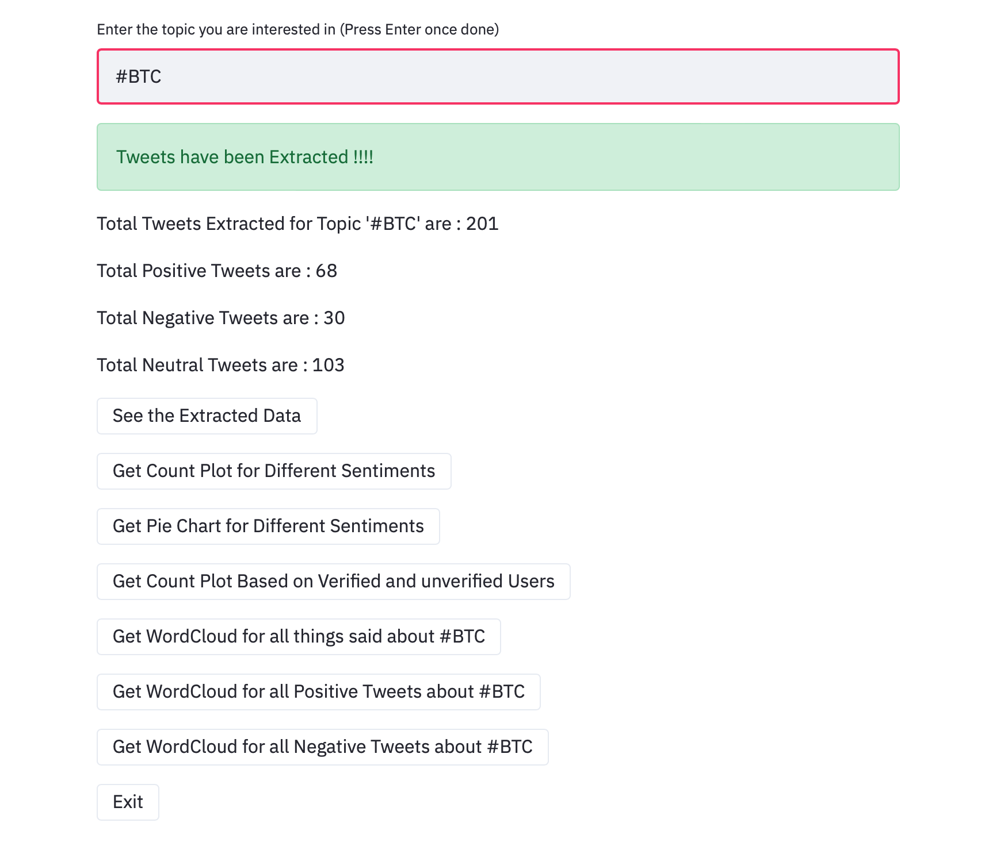 Enter the topic you are interested in (Press Enter once done)
#BTC
Tweets have been Extracted !!!!
Total Tweets Extracted for Topic '#BTC' are : 201
Total Positive Tweets are : 68
Total Negative Tweets are : 30
Total Neutral Tweets are : 103
See the Extracted Data
Get Count Plot for Different Sentiments
Get Pie Chart for Different Sentiments
Get Count Plot Based on Verified and unverified Users
Get WordCloud for all things said about #BTC
Get WordCloud for all Positive Tweets about #BTC
Get WordCloud for all Negative Tweets about #BTC
Exit